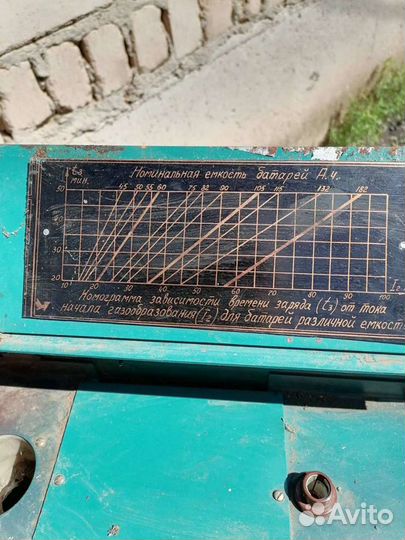 tз мин.
Номинальная емкость батарей А.ч.
45 50 55 60 75 82 90 105 115 132 182
50
40
30
20
10 20 30 40 50 60 70 80 90 100
Номограмма зависимости времени заряда (tз) от тока
начала газообразования (Iг) для батарей различной емкост
Avito